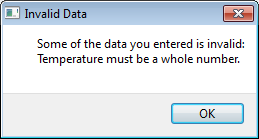 Invalid Data
Some of the data you entered is invalid:
Temperature must be a whole number.
OK